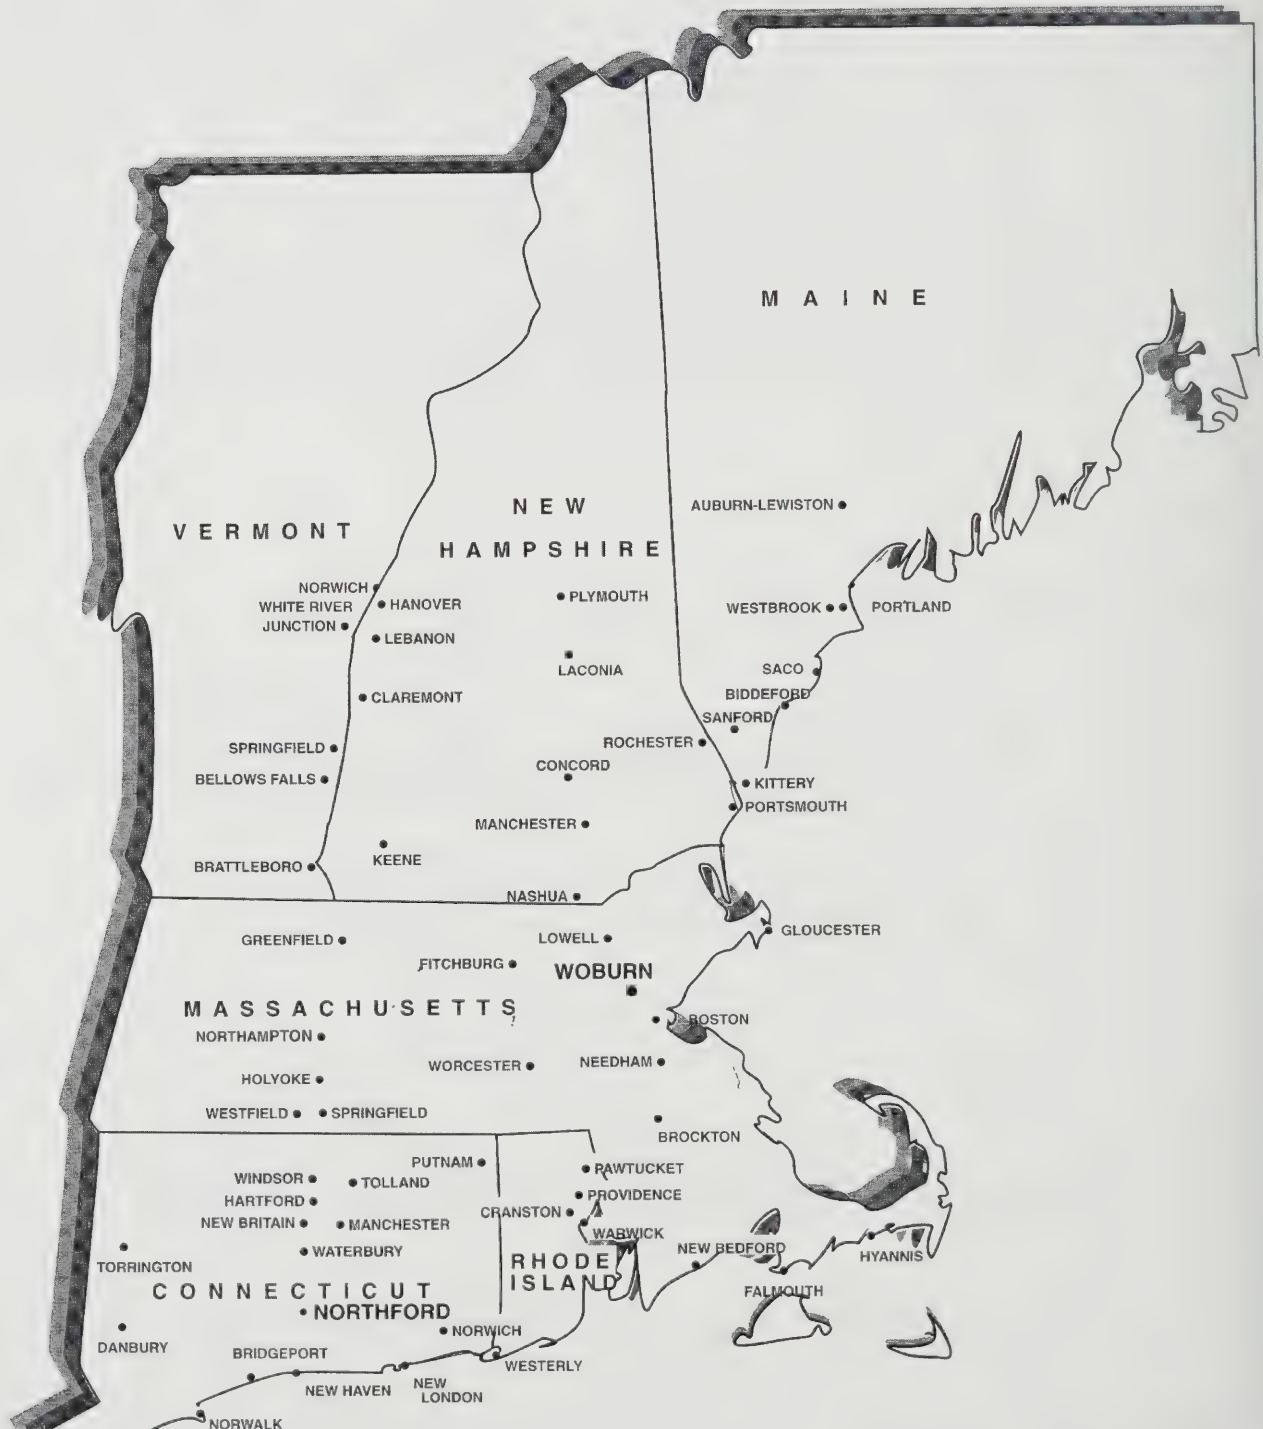 MAINE
NEW
HAMPSHIRE
VERMONT
AUBURN-LEWISTON
NORWICH
WHITE RIVER
JUNCTION
HANOVER
LEBANON
PLYMOUTH
WESTBROOK
PORTLAND
LACONIA
SACO
BIDDEFORD
SANFORD
CLAREMONT
ROCHESTER
SPRINGFIELD
CONCORD
BELLOWS FALLS
KITTERY
PORTSMOUTH
MANCHESTER
KEENE
BRATTLEBORO
NASHUA
GREENFIELD
LOWELL
GLOUCESTER
FITCHBURG
WOBURN
MASSACHUSETTS
BOSTON
NORTHAMPTON
WORCESTER
NEEDHAM
HOLYOKE
WESTFIELD
SPRINGFIELD
BROCKTON
PUTNAM
PAWTUCKET
WINDSOR
TOLLAND
HARTFORD
PROVIDENCE
CRANSTON
NEW BRITAIN
MANCHESTER
WARWICK
WATERBURY
NEW BEDFORD
HYANNIS
TORRINGTON
RHODE
ISLAND
CONNECTICUT
FALMOUTH
NORTHFORD
NORWICH
DANBURY
BRIDGEPORT
WESTERLY
NEW HAVEN
NEW
LONDON
NORWALK